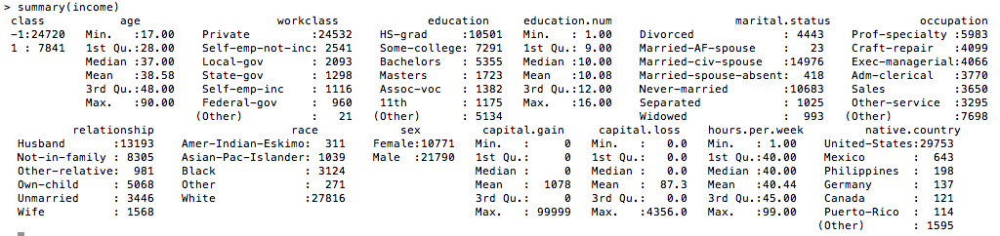 > summary(income)
 class          age                   workclass              education     education.num                 marital.status            occupation
-1:24720   Min.   :17.00   Private         :24532   HS-grad     :10501   Min.   : 1.00   Divorced             : 4443   Prof-specialty :5983
1 : 7841   1st Qu.:28.00   Self-emp-not-inc: 2541   Some-college: 7291   1st Qu.: 9.00   Married-AF-spouse    :   23   Craft-repair   :4099
           Median :37.00   Local-gov       : 2093   Bachelors   : 5355   Median :10.00   Married-civ-spouse   :14976   Exec-managerial:4066
           Mean   :38.58   State-gov       : 1298   Masters     : 1723   Mean   :10.08   Married-spouse-absent:  418   Adm-clerical   :3770
           3rd Qu.:48.00   Self-emp-inc    : 1116   Assoc-voc   : 1382   3rd Qu.:12.00   Never-married        :10683   Sales          :3650
           Max.   :90.00   Federal-gov     :  960   11th        : 1175   Max.   :16.00   Separated            : 1025   Other-service  :3295
                           (Other)         :   21   (Other)     : 5134                   Widowed              :  993   (Other)        :7698
         relationship                   race           sex         capital.gain     capital.loss    hours.per.week         native.country
 Husband       :13193   Amer-Indian-Eskimo:  311   Female:10771   Min.   :    0   Min.   :   0.0   Min.   : 1.00   United-States:29753
 Not-in-family : 8305   Asian-Pac-Islander: 1039   Male  :21790   1st Qu.:    0   1st Qu.:   0.0   1st Qu.:40.00   Mexico       :  643
 Other-relative:  981   Black             : 3124                  Median :    0   Median :   0.0   Median :40.00   Philippines  :  198
 Own-child     : 5068   Other             :  271                  Mean   : 1078   Mean   :  87.3   Mean   :40.44   Germany      :  137
 Unmarried     : 3446   White             :27816                  3rd Qu.:    0   3rd Qu.:   0.0   3rd Qu.:45.00   Canada       :  121
 Wife          : 1568                                             Max.   :99999   Max.   :4356.0   Max.   :99.00   Puerto-Rico  :  114
                                                                                                                   (Other)      : 1595